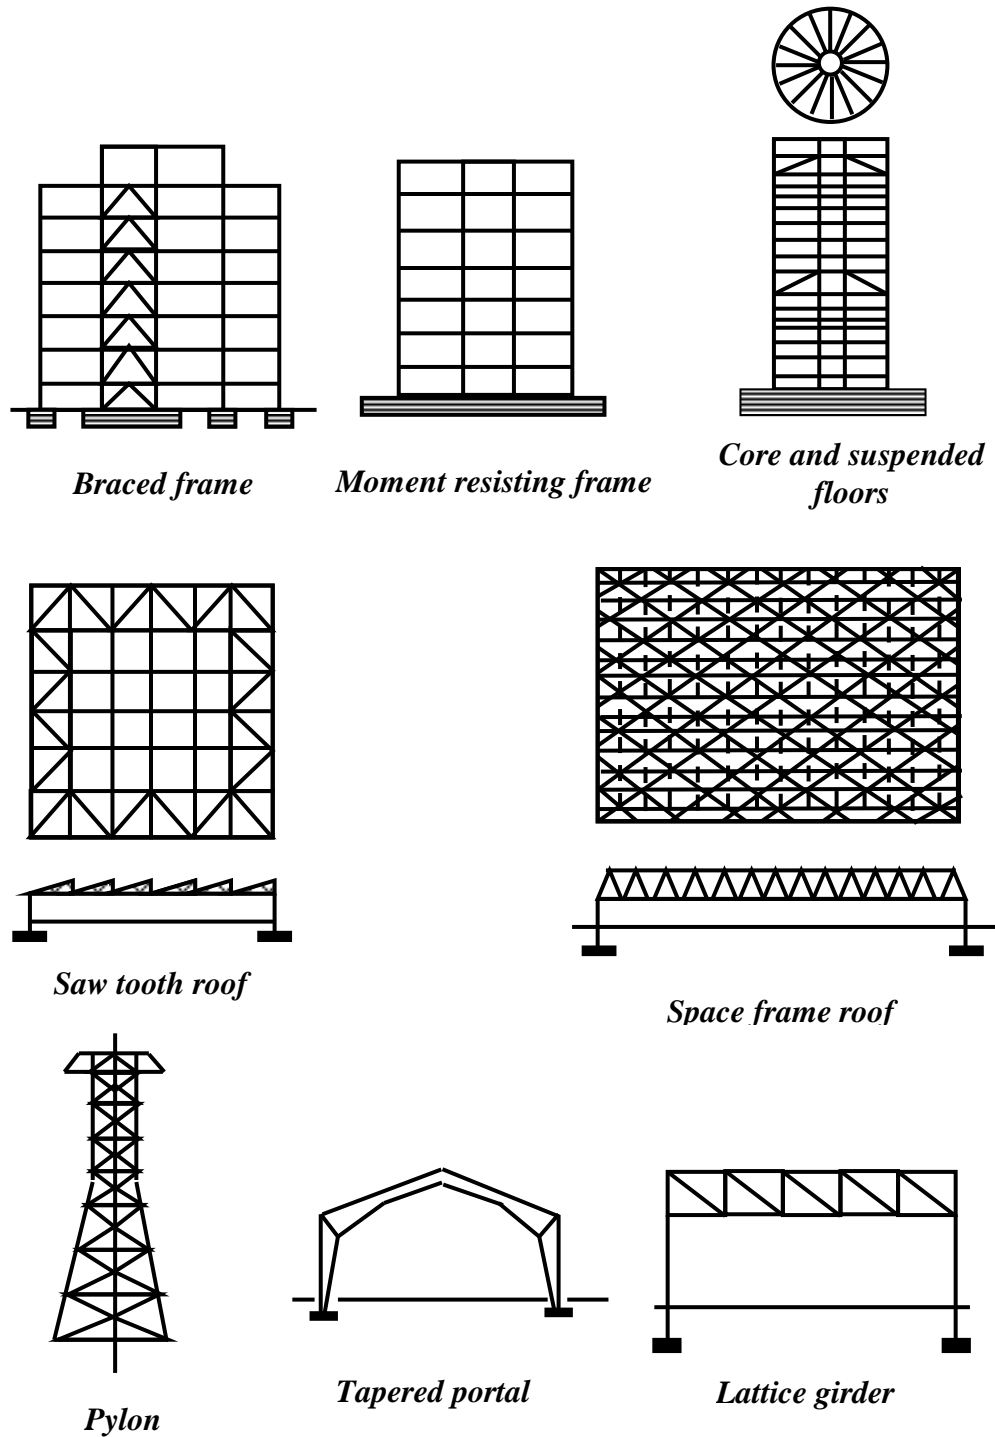 Braced frame
Moment resisting frame
Core and suspended
floors
Saw tooth roof
Space frame roof
Pylon
Tapered portal
Lattice girder